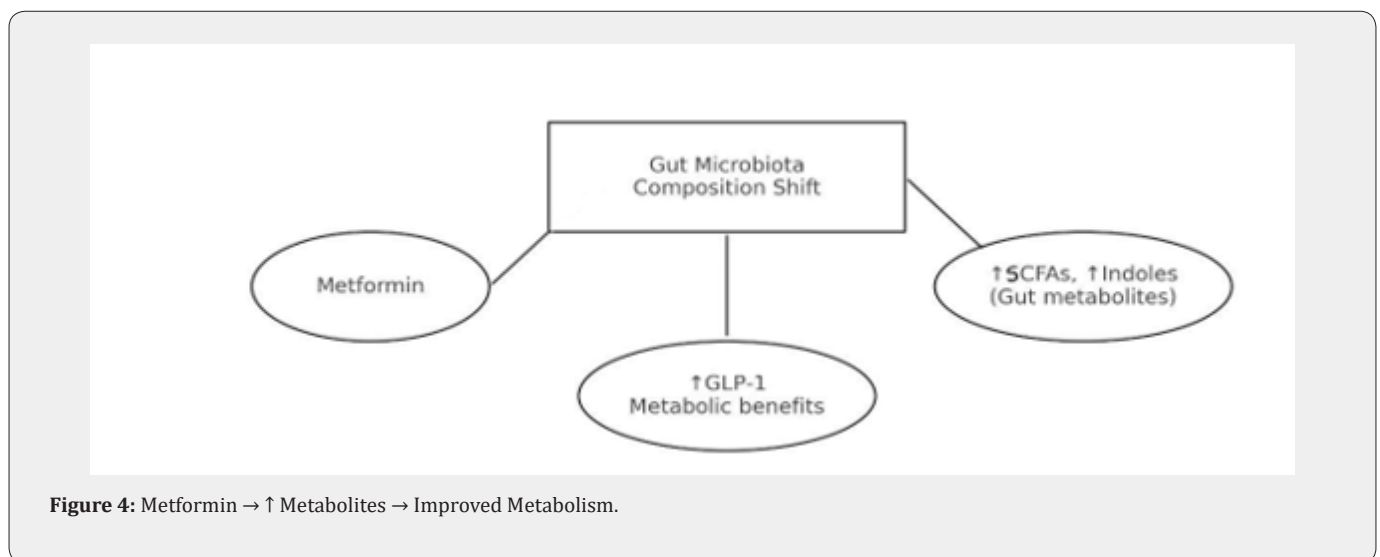 Gut Microbiota
Composition Shift
Metformin
↑SCFAs, ↑Indoles
(Gut metabolites)
↑GLP-1
Metabolic benefits
Figure 4: Metformin → ↑ Metabolites → Improved Metabolism.